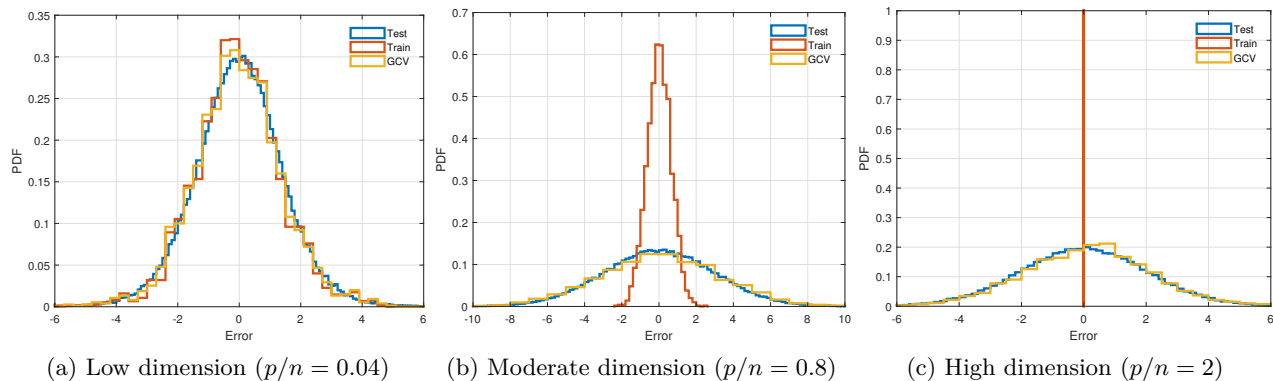 0.35
0.3
0.25
0.2
0.15
0.1
0.05
0
PDF
-6 -4 -2 0 2 4 6
Error
Test
Train
GCV
(a) Low dimension (p/n = 0.04)
0.7
0.6
0.5
0.4
0.3
0.2
0.1
0
PDF
-10 -8 -6 -4 -2 0 2 4 6 8 10
Error
Test
Train
GCV
(b) Moderate dimension (p/n = 0.8)
1
0.9
0.8
0.7
0.6
0.5
0.4
0.3
0.2
0.1
0
PDF
-6 -4 -2 0 2 4 6
Error
Test
Train
GCV
(c) High dimension (p/n = 2)